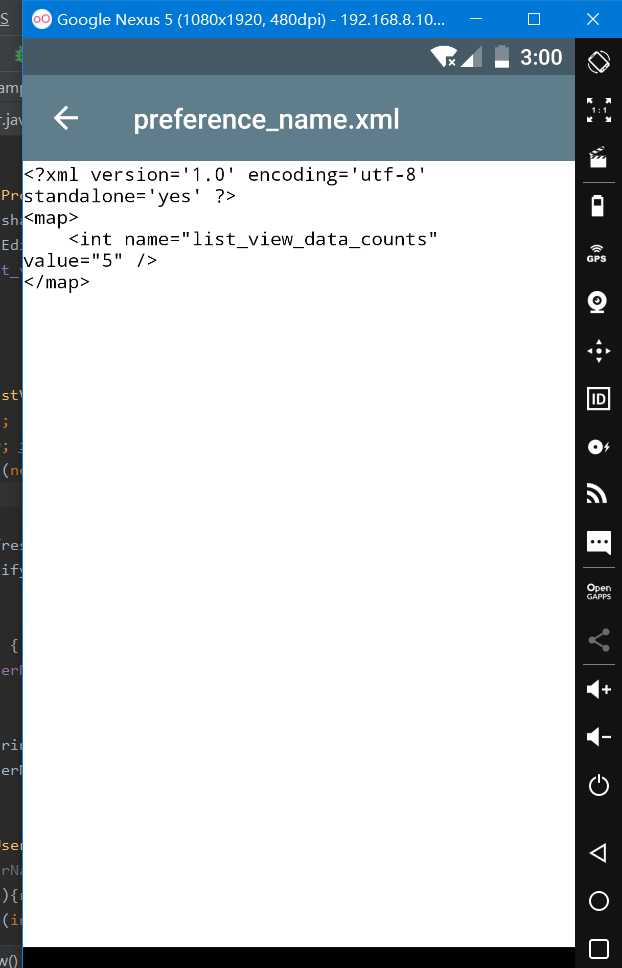 Google Nexus 5 (1080x1920, 480dpi) - 192.168.8.10...
3:00
preference_name.xml
<?xml version='1.0' encoding='utf-8'
standalone='yes' ?>
<map>
    <int name="list_view_data_counts"
value="5" />
</map>
1:1
GPS
ID
Open
GAPPS